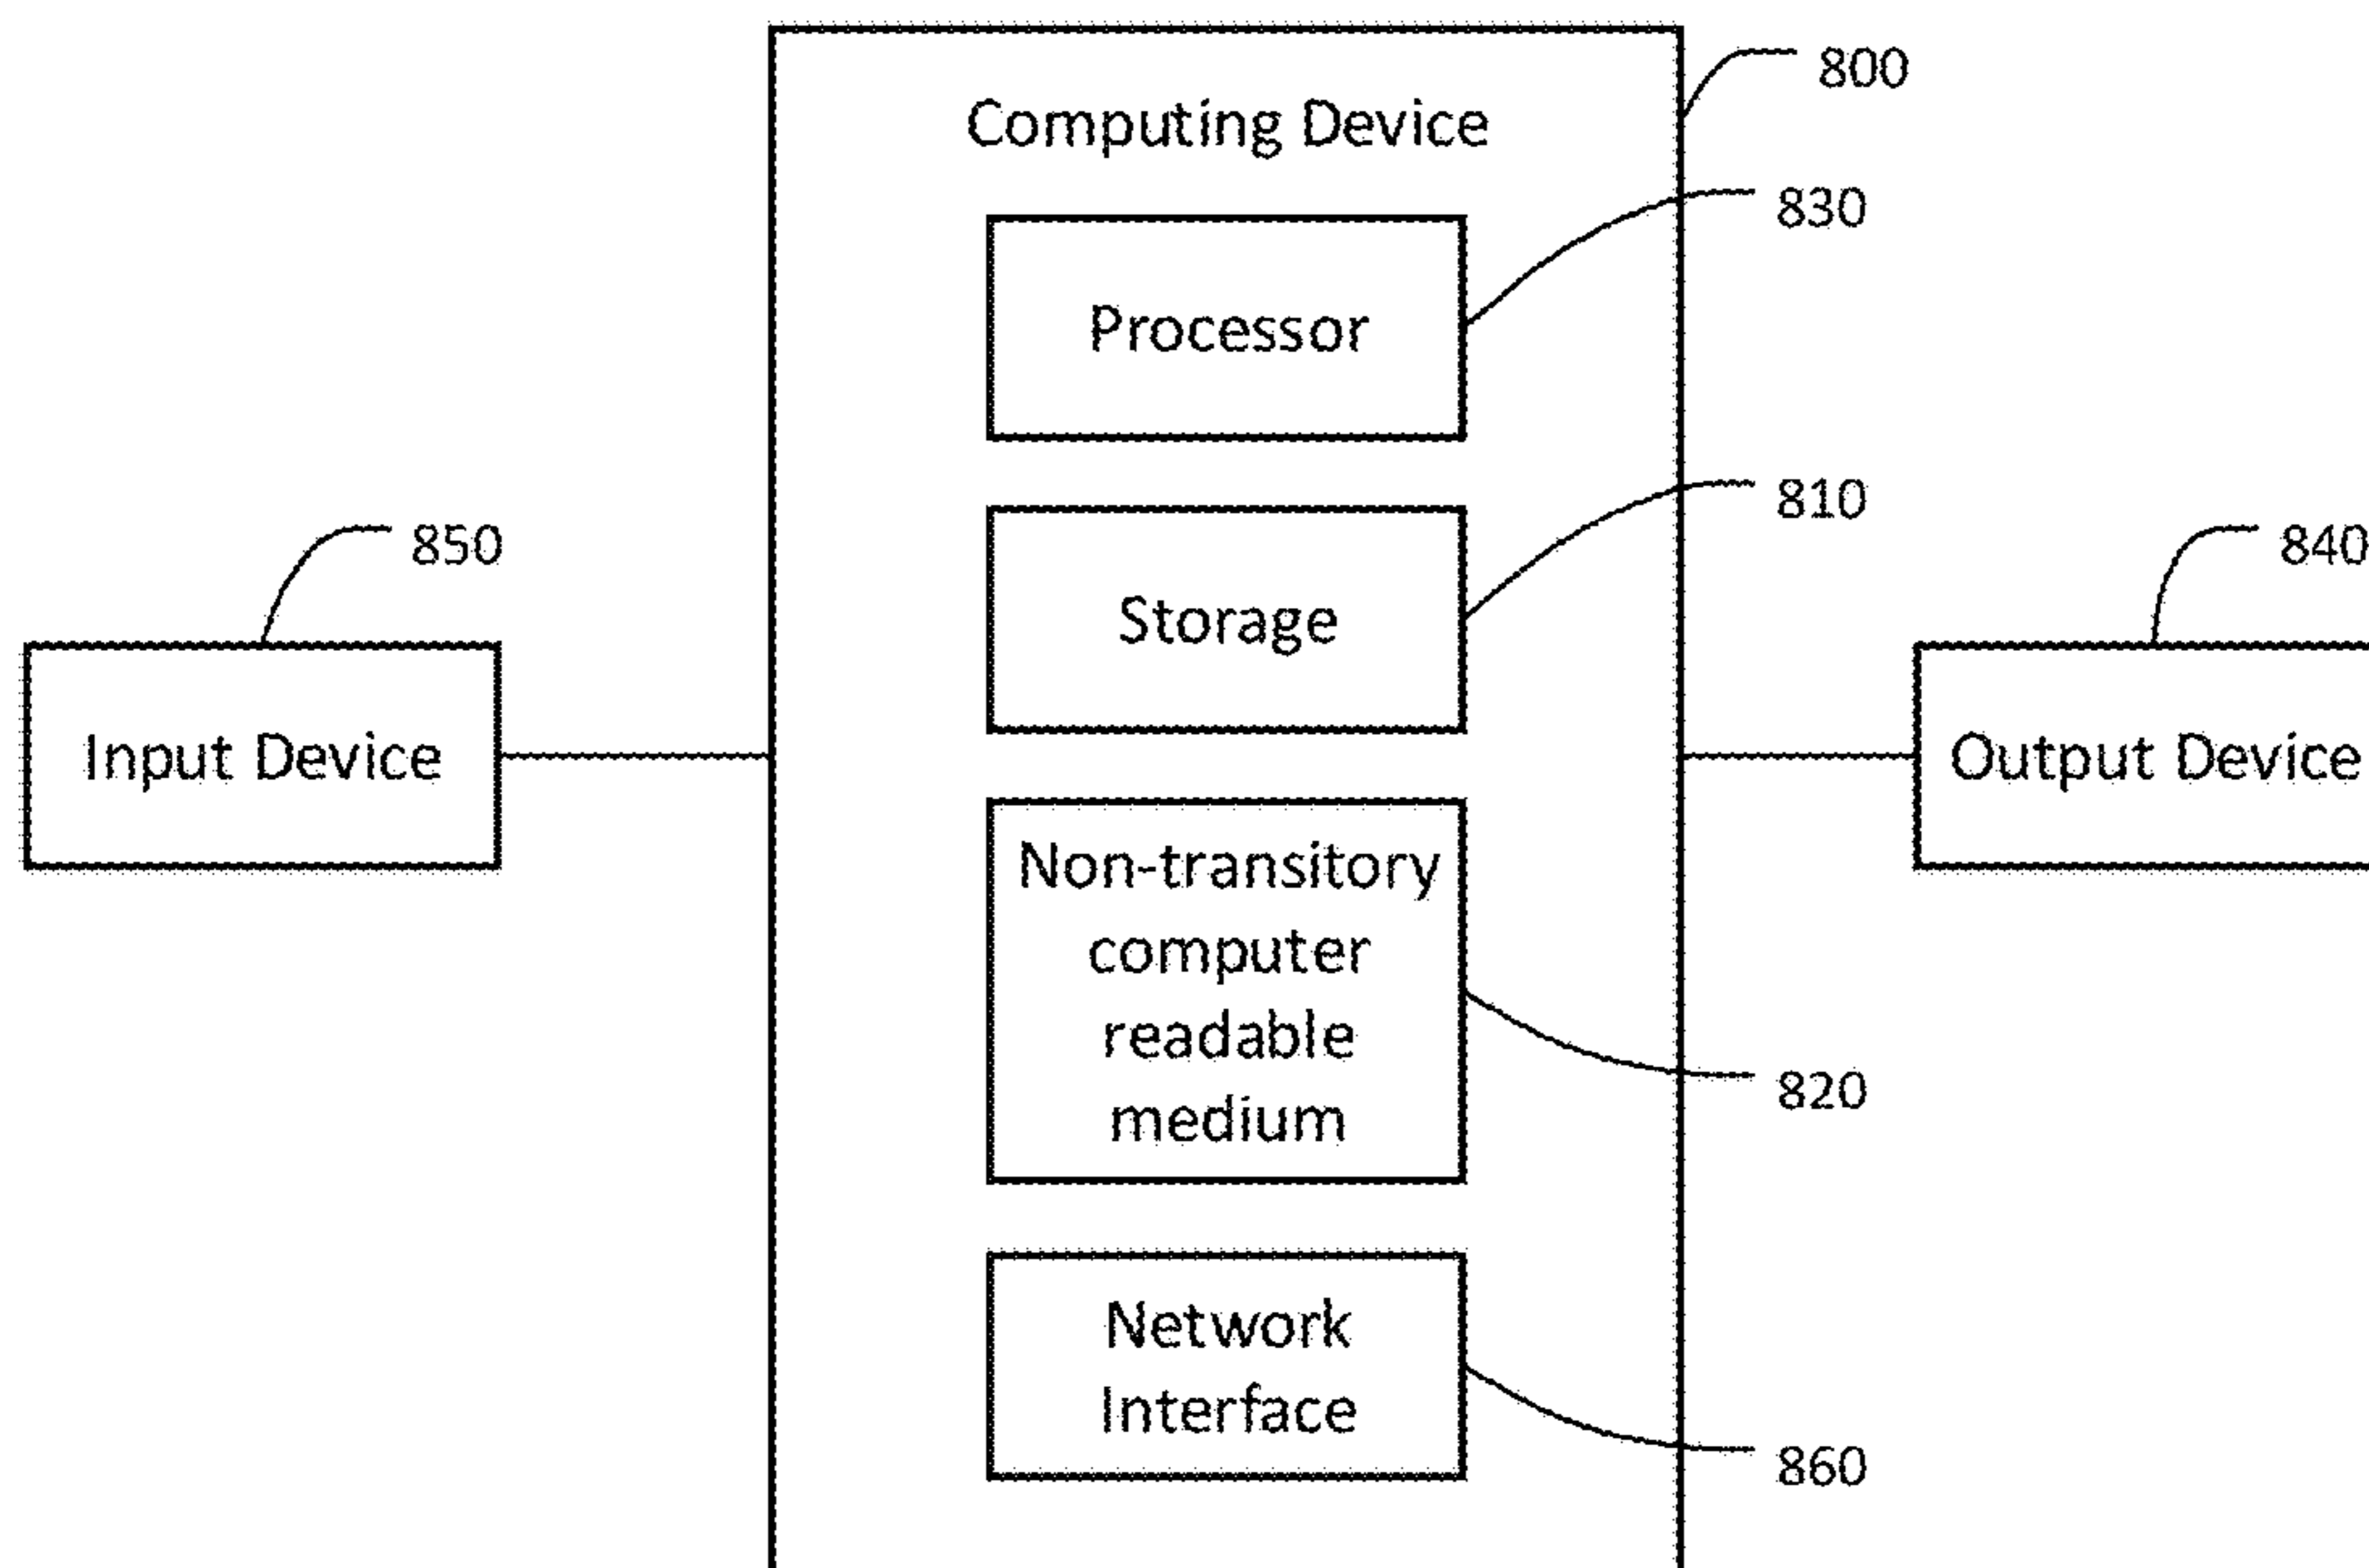 800
Computing Device
830
Processor
810
Storage
850
840
Input Device
Output Device
Non-transitory
computer
readable
medium
820
Network
Interface
860